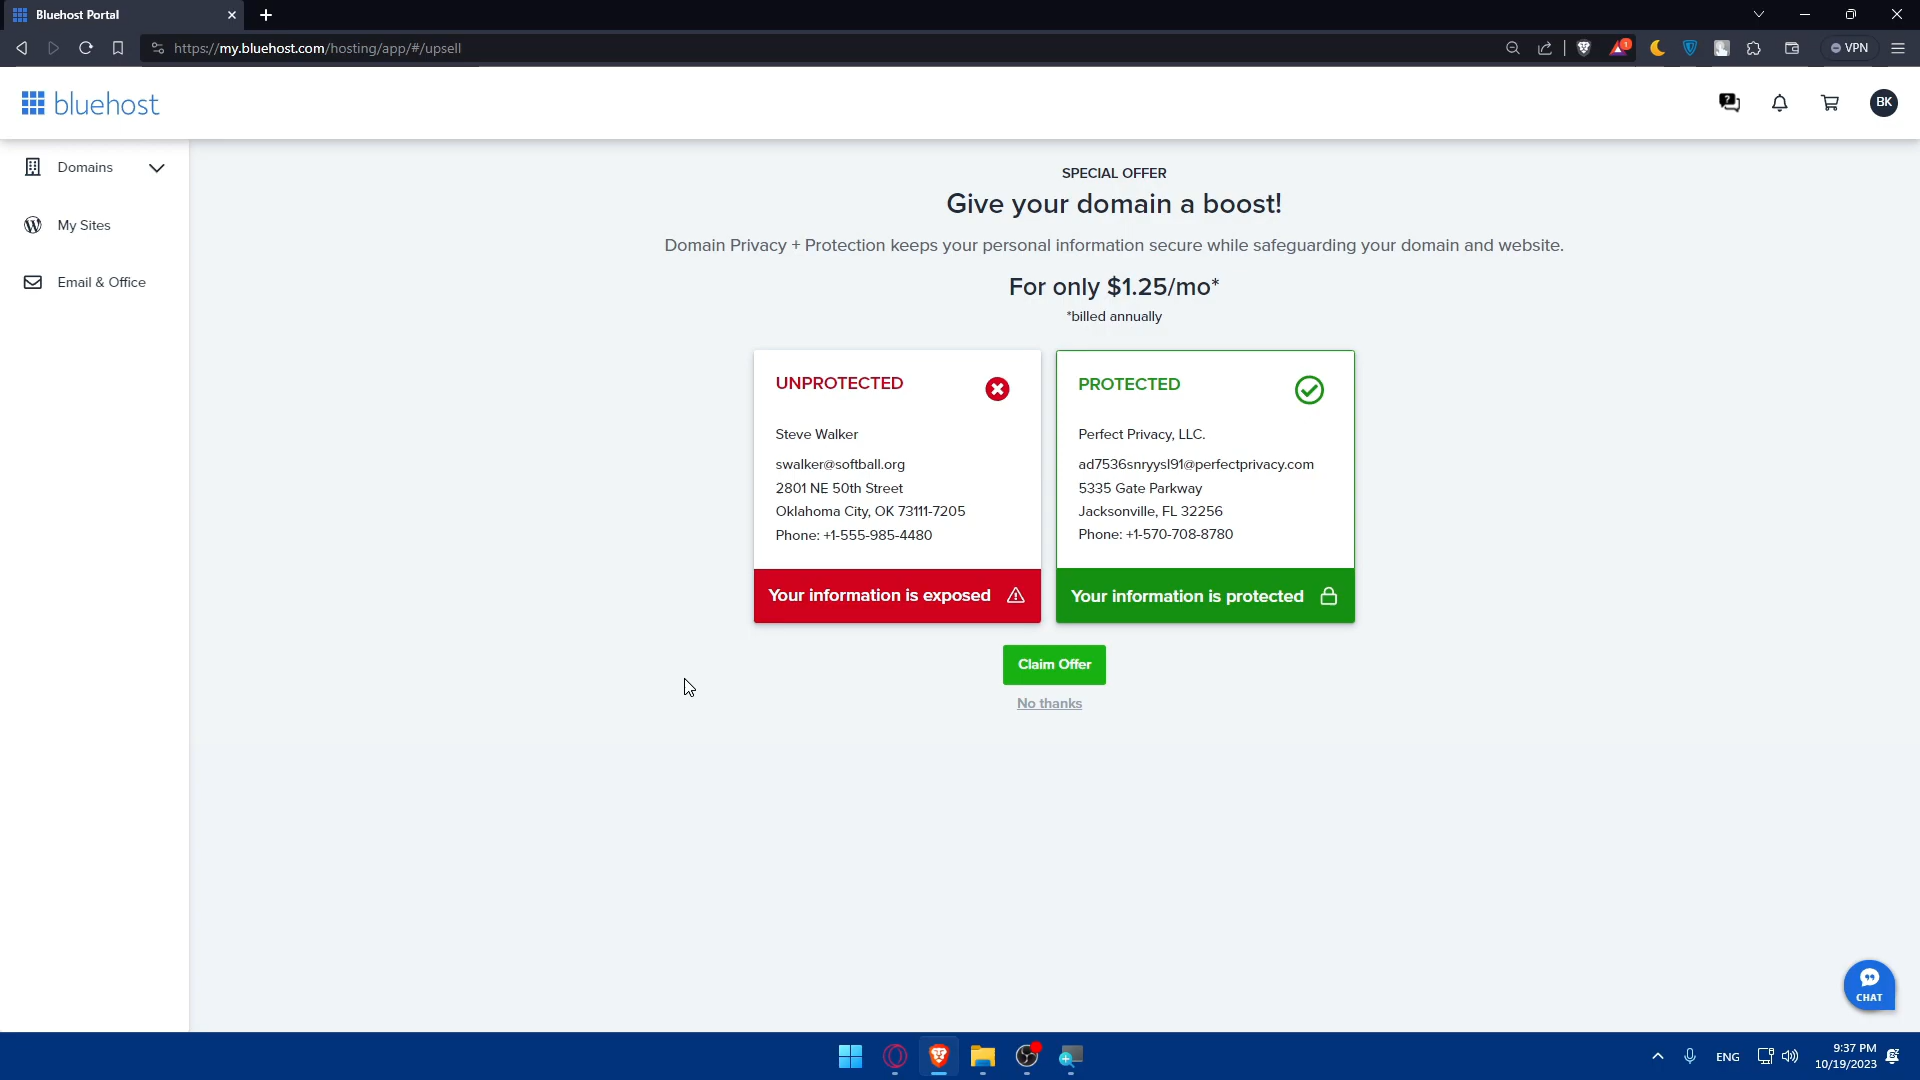 Bluehost Portal
https://my.bluehost.com/hosting/app/#/upsell
1
VPN
bluehost
?
BK
Domains
My Sites
Email & Office
SPECIAL OFFER
Give your domain a boost!
Domain Privacy + Protection keeps your personal information secure while safeguarding your domain and website.
For only $1.25/mo*
*billed annually
UNPROTECTED
Steve Walker
swalker@softball.org
2801 NE 50th Street
Oklahoma City, OK 73111-7205
Phone: +1-555-985-4480
Your information is exposed
PROTECTED
Perfect Privacy, LLC.
ad7536snryysl91@perfectprivacy.com
5335 Gate Parkway
Jacksonville, FL 32256
Phone: +1-570-708-8780
Your information is protected
Claim Offer
No thanks
CHAT
ENG
9:37 PM
10/19/2023